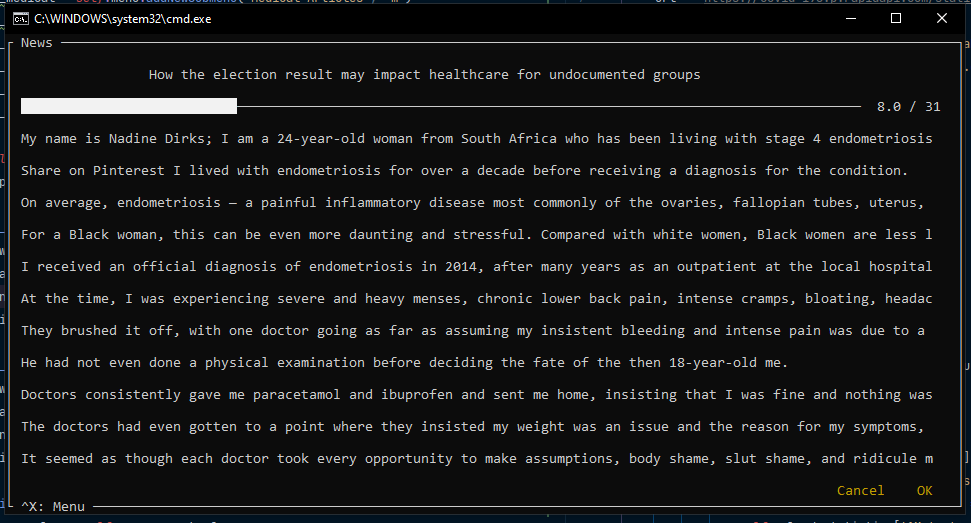 C:\WINDOWS\system32\cmd.exe
News
How the election result may impact healthcare for undocumented groups
8.0 / 31
My name is Nadine Dirks; I am a 24-year-old woman from South Africa who has been living with stage 4 endometriosis
Share on Pinterest I lived with endometriosis for over a decade before receiving a diagnosis for the condition.
On average, endometriosis — a painful inflammatory disease most commonly of the ovaries, fallopian tubes, uterus,
For a Black woman, this can be even more daunting and stressful. Compared with white women, Black women are less l
I received an official diagnosis of endometriosis in 2014, after many years as an outpatient at the local hospital
At the time, I was experiencing severe and heavy menses, chronic lower back pain, intense cramps, bloating, headac
They brushed it off, with one doctor going as far as assuming my insistent bleeding and intense pain was due to a
He had not even done a physical examination before deciding the fate of the then 18-year-old me.
Doctors consistently gave me paracetamol and ibuprofen and sent me home, insisting that I was fine and nothing was
The doctors had even gotten to a point where they insisted my weight was an issue and the reason for my symptoms,
It seemed as though each doctor took every opportunity to make assumptions, body shame, slut shame, and ridicule m
Cancel OK
^X: Menu